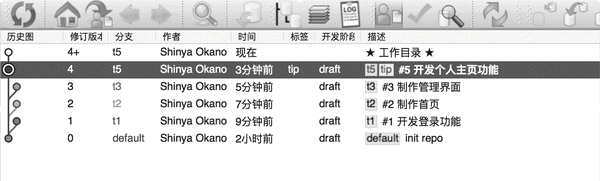 LOG
历史图 修订版本 分支 作者 时间 标签 开发阶段 描述
4+ t5 Shinya Okano 现在 ★ 工作目录 ★
4 t5 Shinya Okano 3分钟前 tip draft t5 tip #5 开发个人主页功能
3 t3 Shinya Okano 5分钟前 draft t3 #3 制作管理界面
2 t2 Shinya Okano 7分钟前 draft t2 #2 制作首页
1 t1 Shinya Okano 9分钟前 draft t1 #1 开发登录功能
0 default Shinya Okano 2小时前 draft default init repo